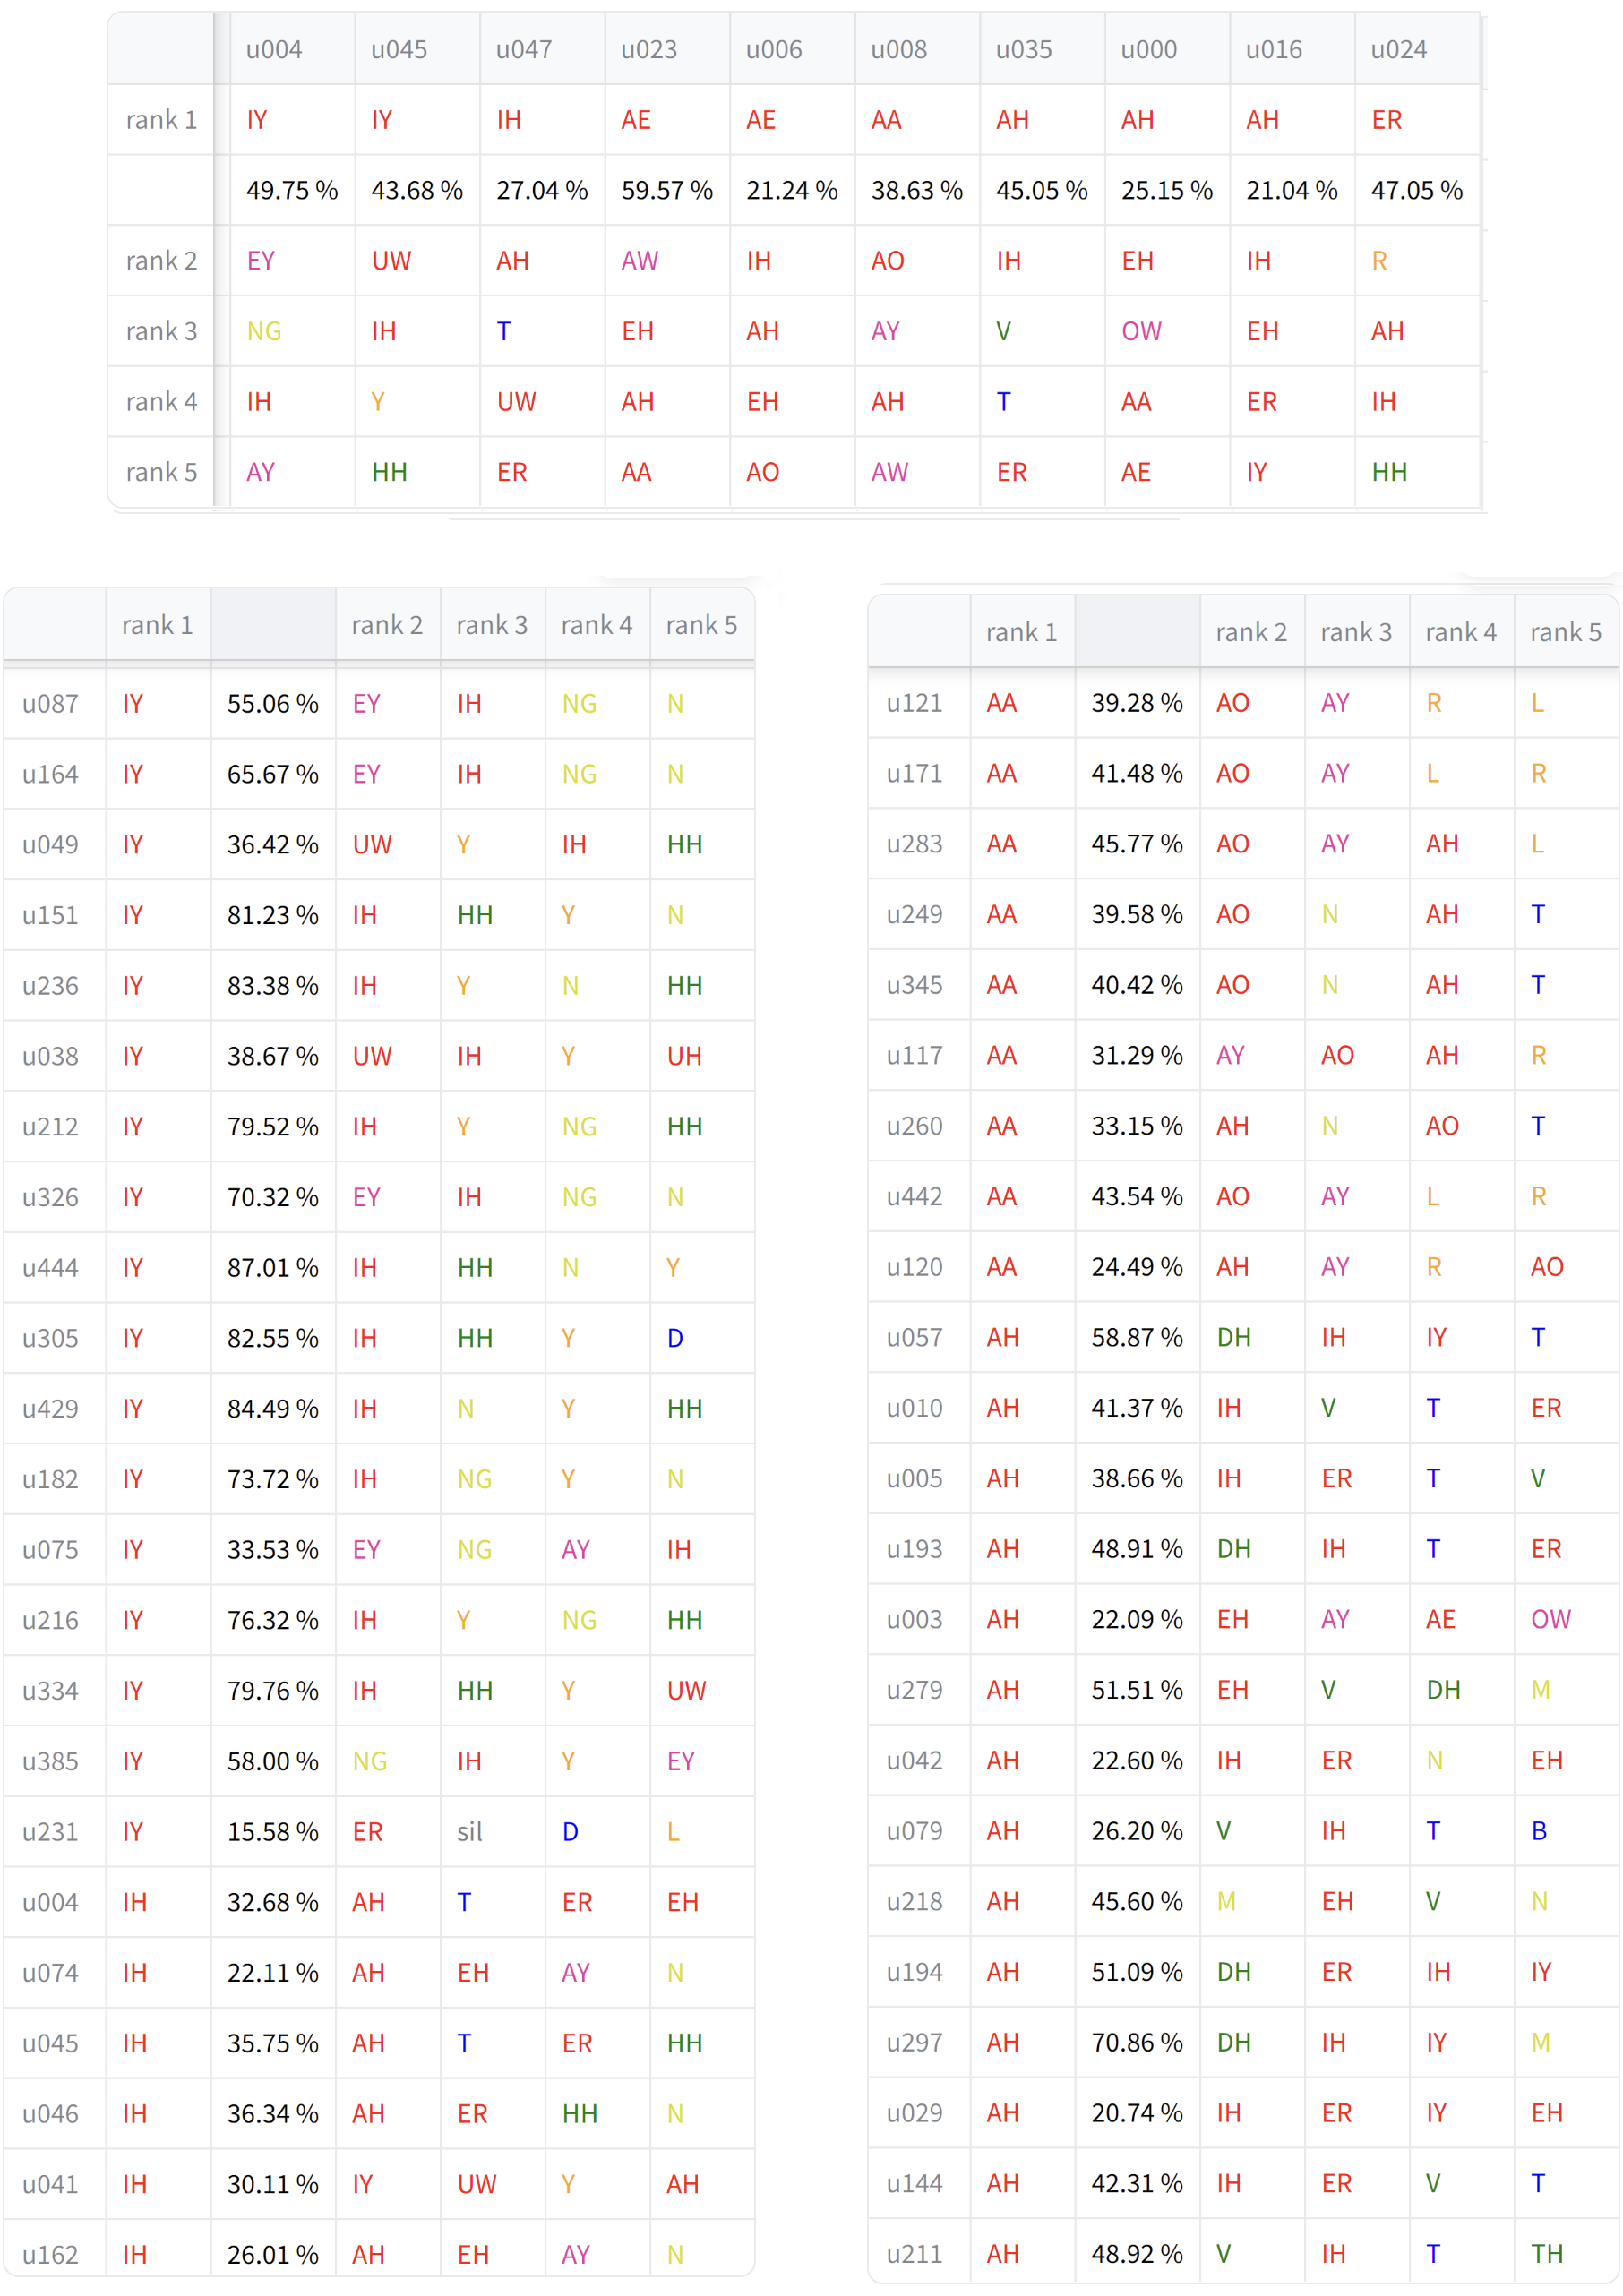 u004 u045 u047 u023 u006 u008 u035 u000 u016 u024
rank 1 IY IY IH AE AE AA AH AH AH ER
49.75 % 43.68 % 27.04 % 59.57 % 21.24 % 38.63 % 45.05 % 25.15 % 21.04 % 47.05 %
rank 2 EY UW AH AW IH AO IH EH IH R
rank 3 NG IH T EH AH AY V OW EH AH
rank 4 IH Y UW AH EH AH T AA ER IH
rank 5 AY HH ER AA AO AW ER AE IY HH
rank 1 rank 2 rank 3 rank 4 rank 5
u087 IY 55.06 % EY IH NG N
u164 IY 65.67 % EY IH NG N
u049 IY 36.42 % UW Y IH HH
u151 IY 81.23 % IH HH Y N
u236 IY 83.38 % IH Y N HH
u038 IY 38.67 % UW IH Y UH
u212 IY 79.52 % IH Y NG HH
u326 IY 70.32 % EY IH NG N
u444 IY 87.01 % IH HH N Y
u305 IY 82.55 % IH HH Y D
u429 IY 84.49 % IH N Y HH
u182 IY 73.72 % IH NG Y N
u075 IY 33.53 % EY NG AY IH
u216 IY 76.32 % IH Y NG HH
u334 IY 79.76 % IH HH Y UW
u385 IY 58.00 % NG IH Y EY
u231 IY 15.58 % ER sil D L
u004 IH 32.68 % AH T ER EH
u074 IH 22.11 % AH EH AY N
u045 IH 35.75 % AH T ER HH
u046 IH 36.34 % AH ER HH N
u041 IH 30.11 % IY UW Y AH
u162 IH 26.01 % AH EH AY N
rank 1 rank 2 rank 3 rank 4 rank 5
u121 AA 39.28 % AO AY R L
u171 AA 41.48 % AO AY L R
u283 AA 45.77 % AO AY AH L
u249 AA 39.58 % AO N AH T
u345 AA 40.42 % AO N AH T
u117 AA 31.29 % AY AO AH R
u260 AA 33.15 % AH N AO T
u442 AA 43.54 % AO AY L R
u120 AA 24.49 % AH AY R AO
u057 AH 58.87 % DH IH IY T
u010 AH 41.37 % IH V T ER
u005 AH 38.66 % IH ER T V
u193 AH 48.91 % DH IH T ER
u003 AH 22.09 % EH AY AE OW
u279 AH 51.51 % EH V DH M
u042 AH 22.60 % IH ER N EH
u079 AH 26.20 % V IH T B
u218 AH 45.60 % M EH V N
u194 AH 51.09 % DH ER IH IY
u297 AH 70.86 % DH IH IY M
u029 AH 20.74 % IH ER IY EH
u144 AH 42.31 % IH ER V T
u211 AH 48.92 % V IH T TH